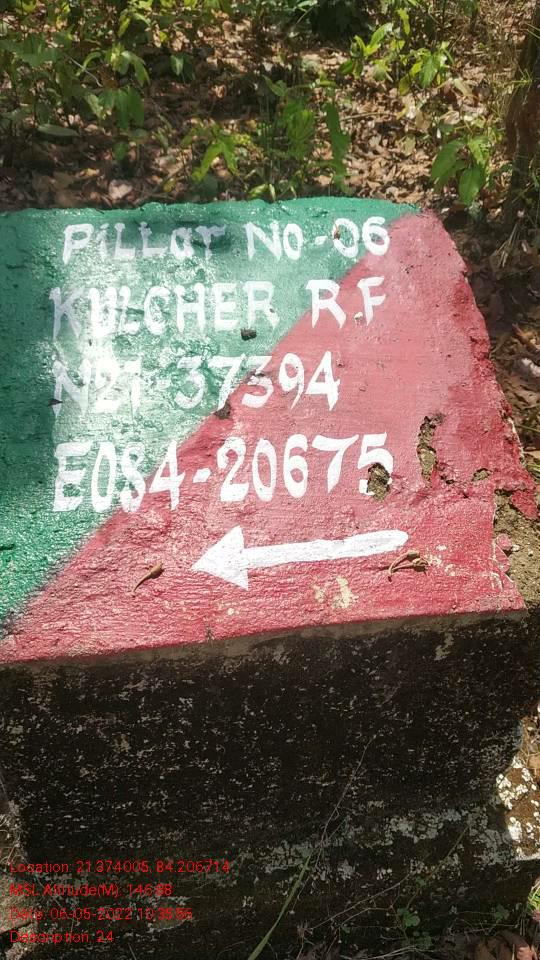 PILLar NO-06
KULCHER R.F
N21-37394
E084-20675
Location: 21.374005, 84.206714
MSL Altitude(M): 146.88
Date: 06-05-2022 10:35:55
Description: 24